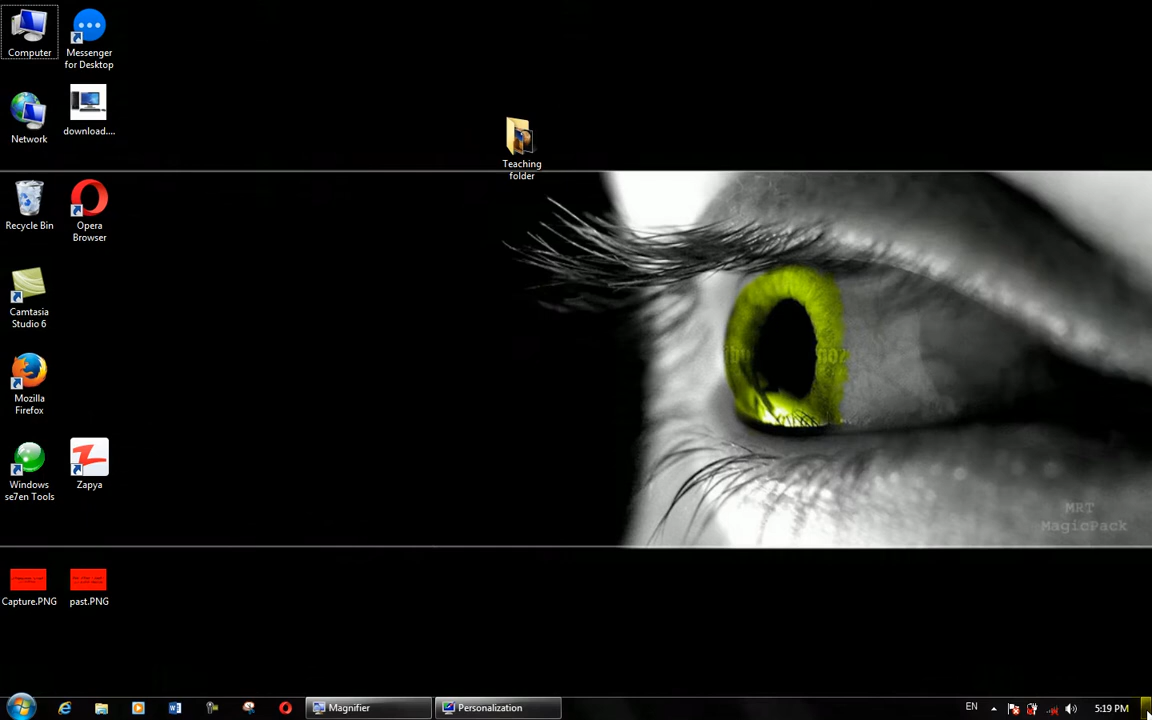 Computer
Messenger
for Desktop
Network
download....
Teaching
folder
Recycle Bin
Opera
Browser
Camtasia
Studio 6
Mozilla
Firefox
Windows
se7en Tools
Zapya
MRT
MagicPack
Capture.PNG
past.PNG
Magnifier
Personalization
EN
5:19 PM